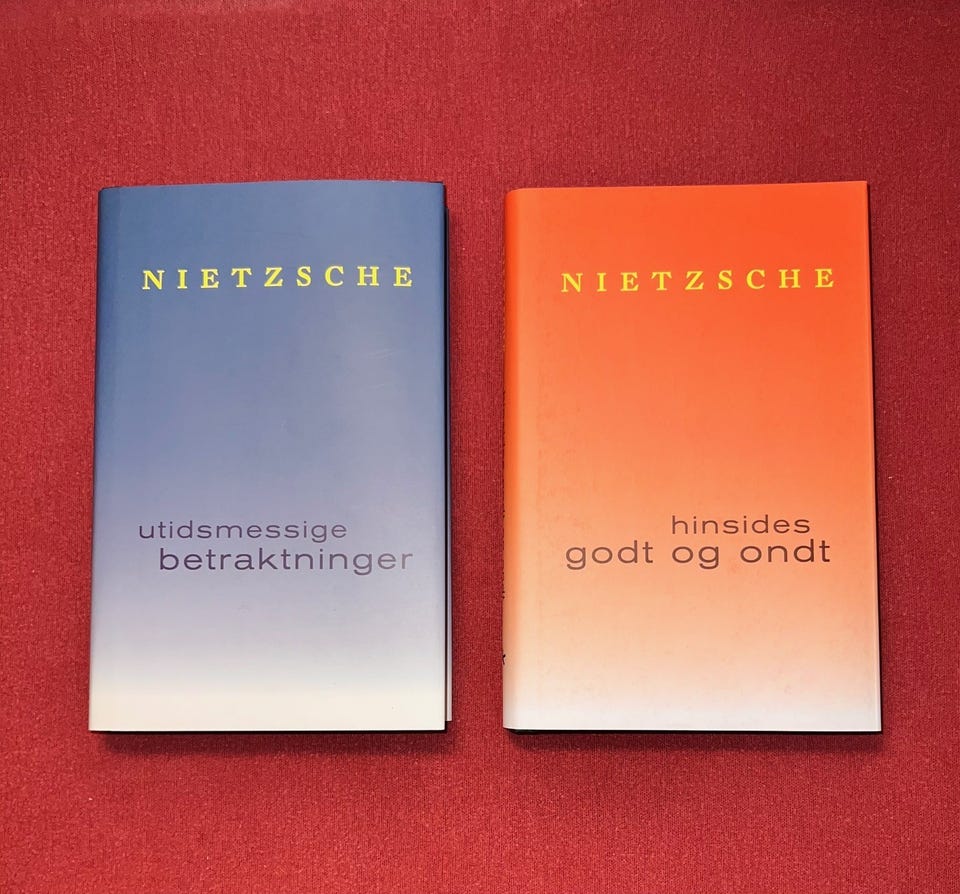 NIETZSCHE
utidsmessige
betraktninger
NIETZSCHE
hinsides
godt og ondt